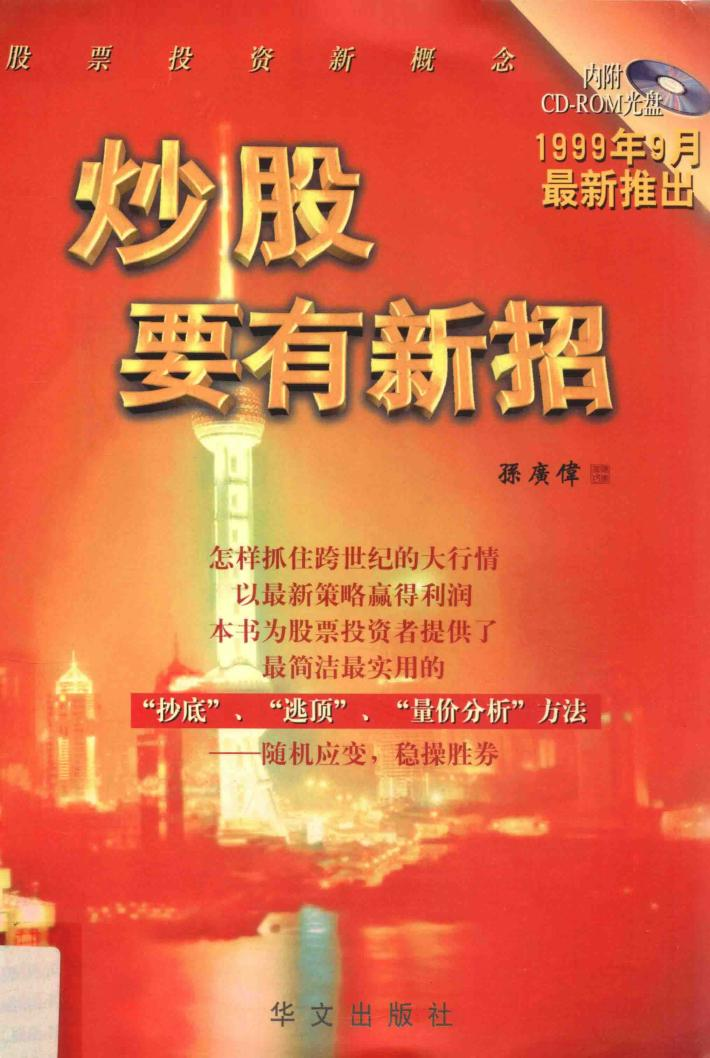 股票投资新概念
内附
CD-ROM光盘
1999年9月
最新推出
炒股
要有新招
孫廣偉
怎样抓住跨世纪的大行情
以最新策略赢得利润
本书为股票投资者提供了
最简洁最实用的
“抄底”、“逃顶”、“量价分析”方法
——随机应变，稳操胜券
华文出版社